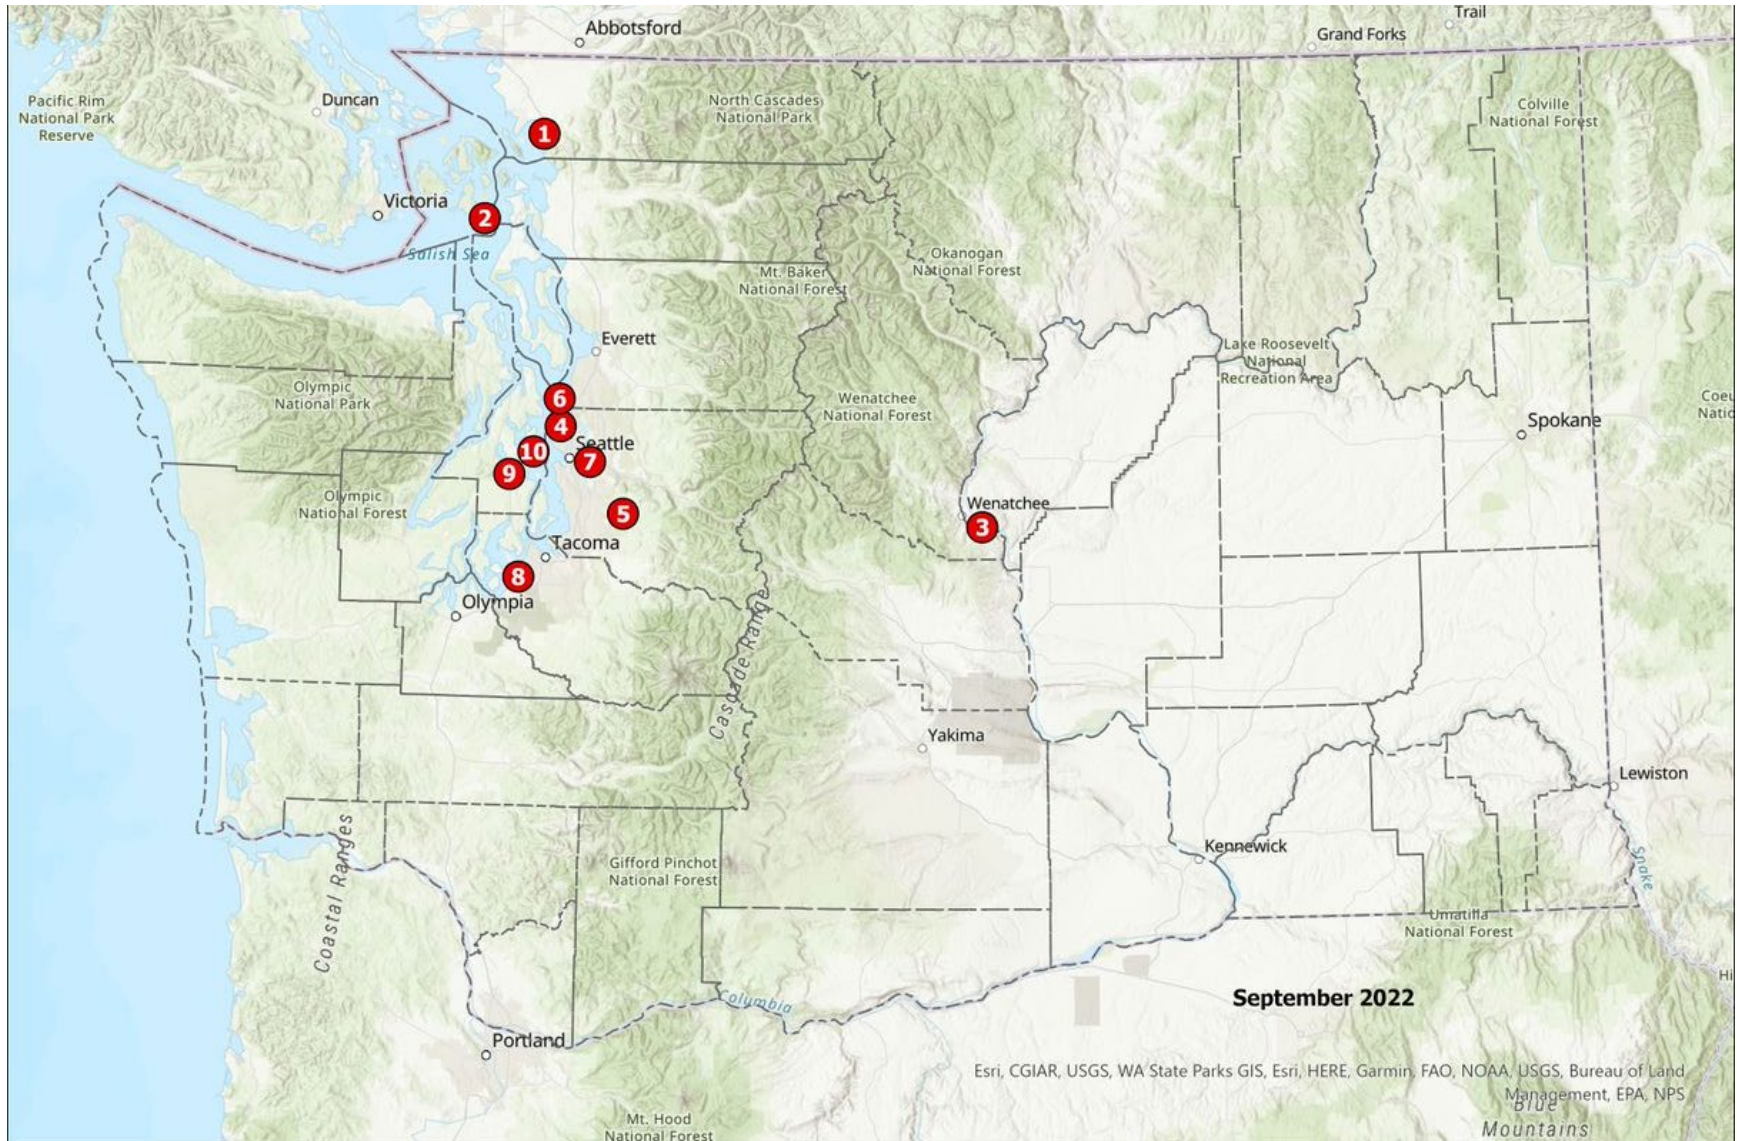 Abbotsford
Trail
Grand Forks
Pacific Rim
National Park
Reserve
Duncan
North Cascades
National Park
Colville
National Forest
1
Victoria
2
Salish Sea
Okanogan
National Forest
Mt. Baker
National Forest
Everett
Lake Roosevelt
National
Recreation Area
Olympic
National Park
6
Wenatchee
National Forest
Coeu
Natio
4
Spokane
10
Seattle
7
9
Olympic
National Forest
Wenatchee
5
3
Tacoma
8
Olympia
Cascade Range
Yakima
Lewiston
Kennewick
Coastal Ranges
Gifford Pinchot
National Forest
Snake
Umatilla
National Forest
Hi
Columbia
September 2022
Portland
Esri, CGIAR, USGS, WA State Parks GIS, Esri, HERE, Garmin, FAO, NOAA, USGS, Bureau of Land
Management, EPA, NPS
Blue
Mountains
Mt. Hood
National Forest